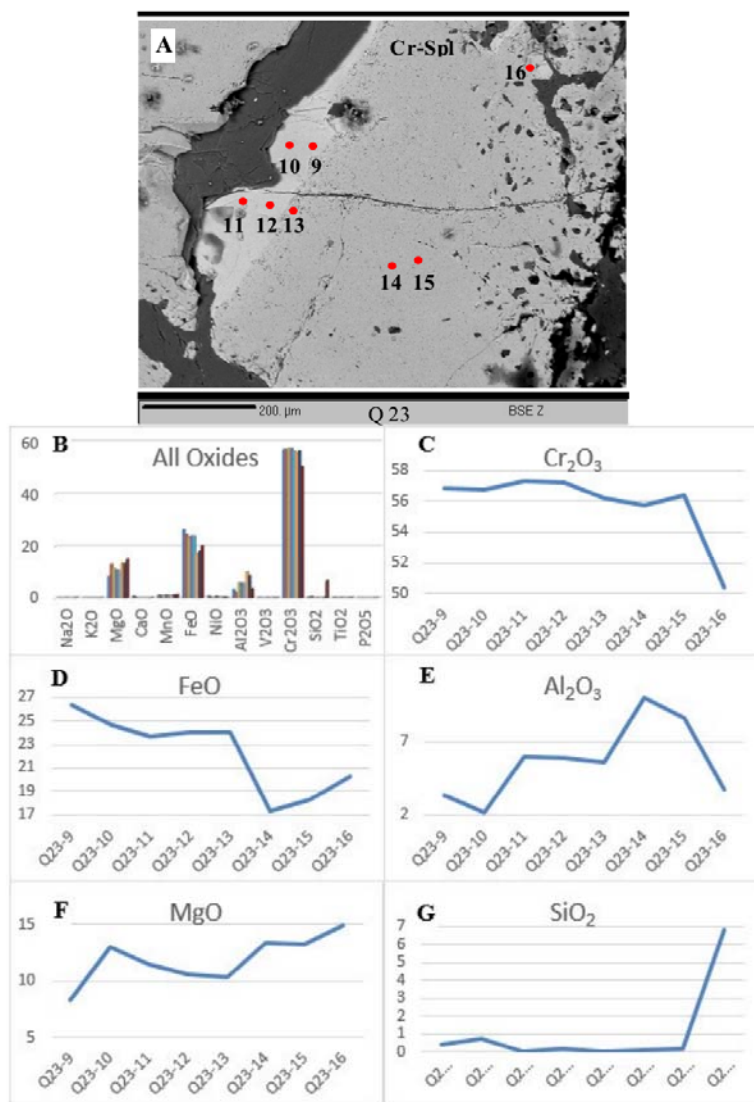 A
Cr-Spl
16
10 9
11 12 13
14 15
200. µm Q 23 BSE Z
B All Oxides
60
40
20
0
Na2O
K2O
MgO
CaO
MnO
FeO
NiO
Al2O3
V2O3
Cr2O3
SiO2
TiO2
P2O5
C Cr₂O₃
58
56
54
52
50
Q23-9
Q23-10
Q23-11
Q23-12
Q23-13
Q23-14
Q23-15
Q23-16
D FeO
27
25
23
21
19
17
Q23-9
Q23-10
Q23-11
Q23-12
Q23-13
Q23-14
Q23-15
Q23-16
E Al₂O₃
7
2
Q23-9
Q23-10
Q23-11
Q23-12
Q23-13
Q23-14
Q23-15
Q23-16
F MgO
15
10
5
Q23-9
Q23-10
Q23-11
Q23-12
Q23-13
Q23-14
Q23-15
Q23-16
G SiO₂
7
6
5
4
3
2
1
0
Q2...
Q2...
Q2...
Q2...
Q2...
Q2...
Q2...
Q2...